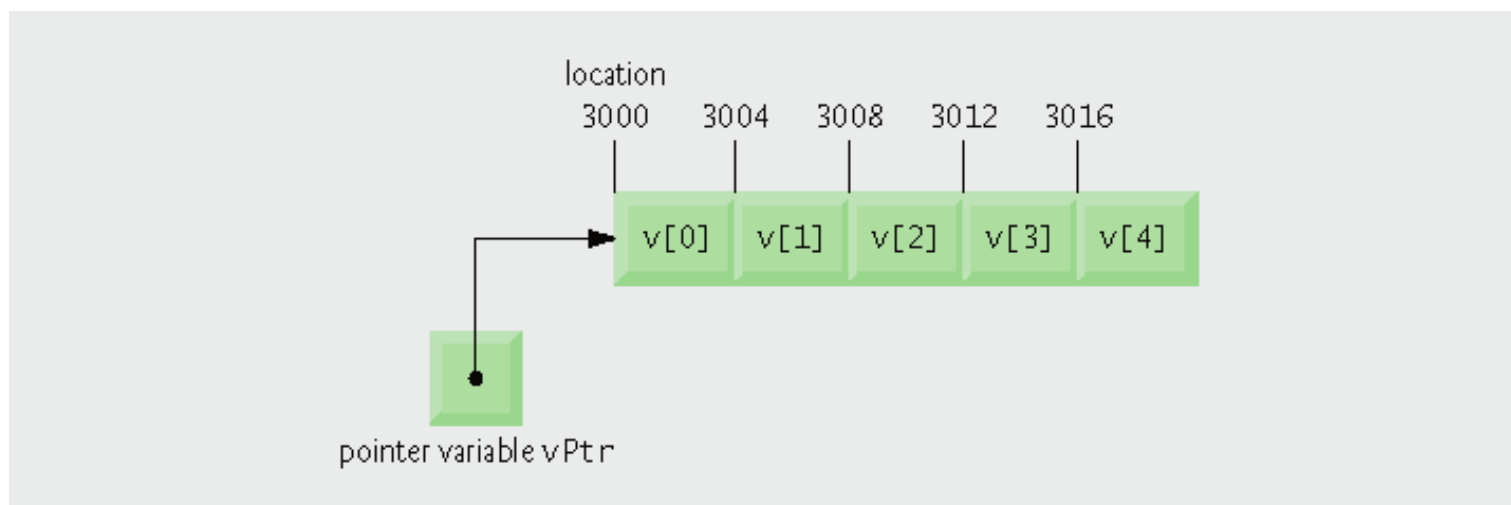 location
3000 3004 3008 3012 3016
v[0] v[1] v[2] v[3] v[4]
pointer variable vPtr